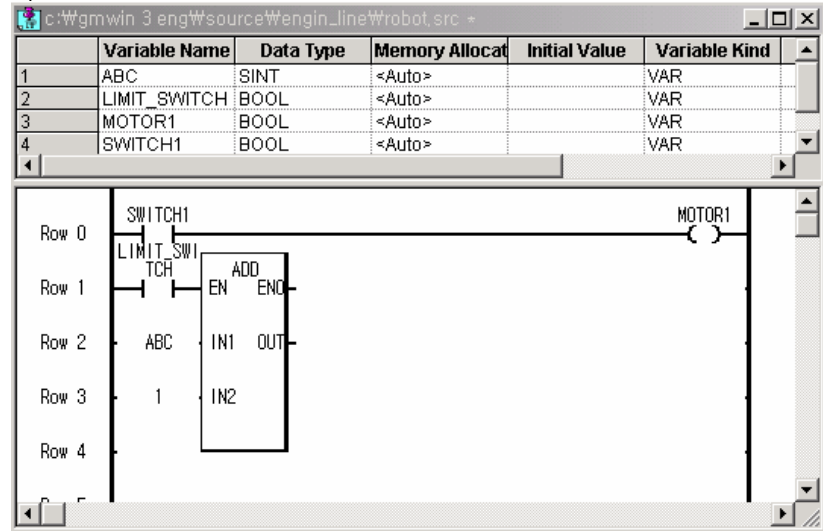 c:₩gmwin 3 eng₩source₩engin_line₩robot.src *
Variable Name Data Type Memory Allocat Initial Value Variable Kind
1 ABC SINT <Auto> VAR
2 LIMIT_SWITCH BOOL <Auto> VAR
3 MOTOR1 BOOL <Auto> VAR
4 SWITCH1 BOOL <Auto> VAR
SWITCH1 MOTOR1
Row 0
LIMIT_SWI
TCH ADD
Row 1 EN ENO
Row 2 ABC IN1 OUT
Row 3 1 IN2
Row 4